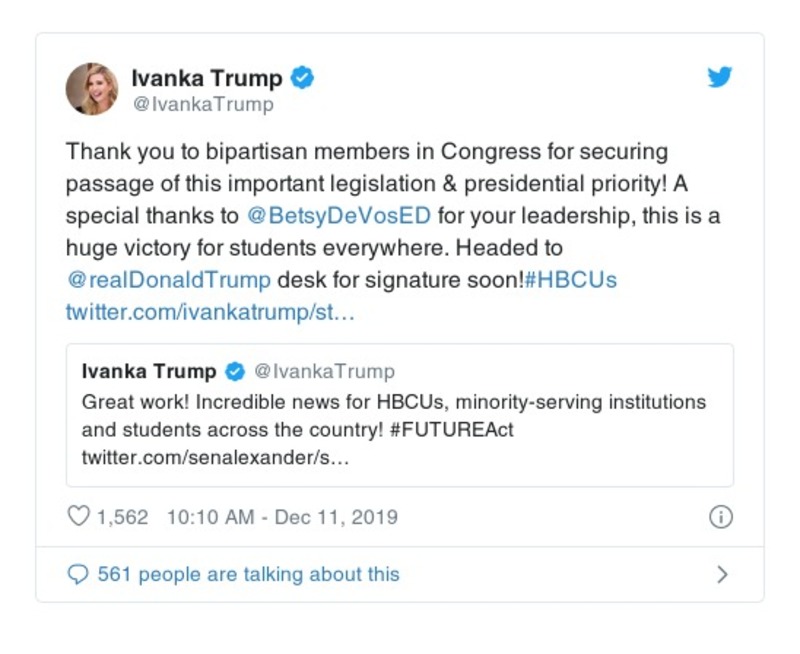 Ivanka Trump
@IvankaTrump
Thank you to bipartisan members in Congress for securing
passage of this important legislation & presidential priority! A
special thanks to @BetsyDeVosED for your leadership, this is a
huge victory for students everywhere. Headed to
@realDonaldTrump desk for signature soon!#HBCUs
twitter.com/ivankatrump/st…
Ivanka Trump @IvankaTrump
Great work! Incredible news for HBCUs, minority-serving institutions
and students across the country! #FUTUREAct
twitter.com/senalexander/s…
1,562 10:10 AM - Dec 11, 2019
561 people are talking about this